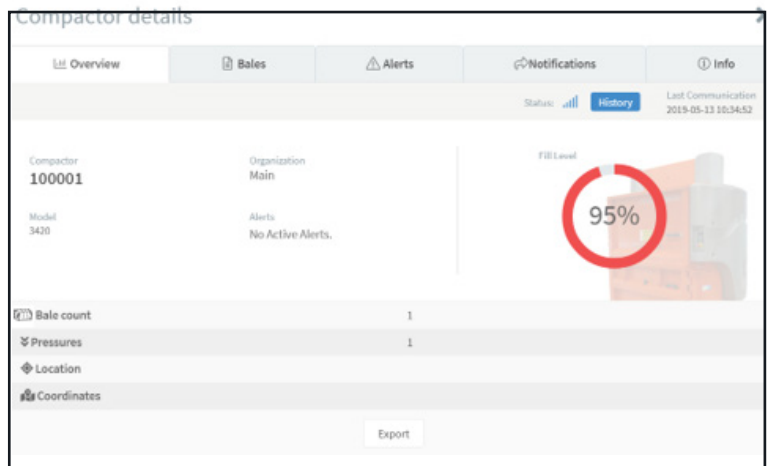 Compactor details
Overview Bales Alerts Notifications Info
Status: History
Last Communication
2019-05-13 10:34:52
Compactor
100001
Organization
Main
Fill Level
95%
Model
3420
Alerts
No Active Alerts.
Bale count 1
Pressures 1
Location
Coordinates
Export